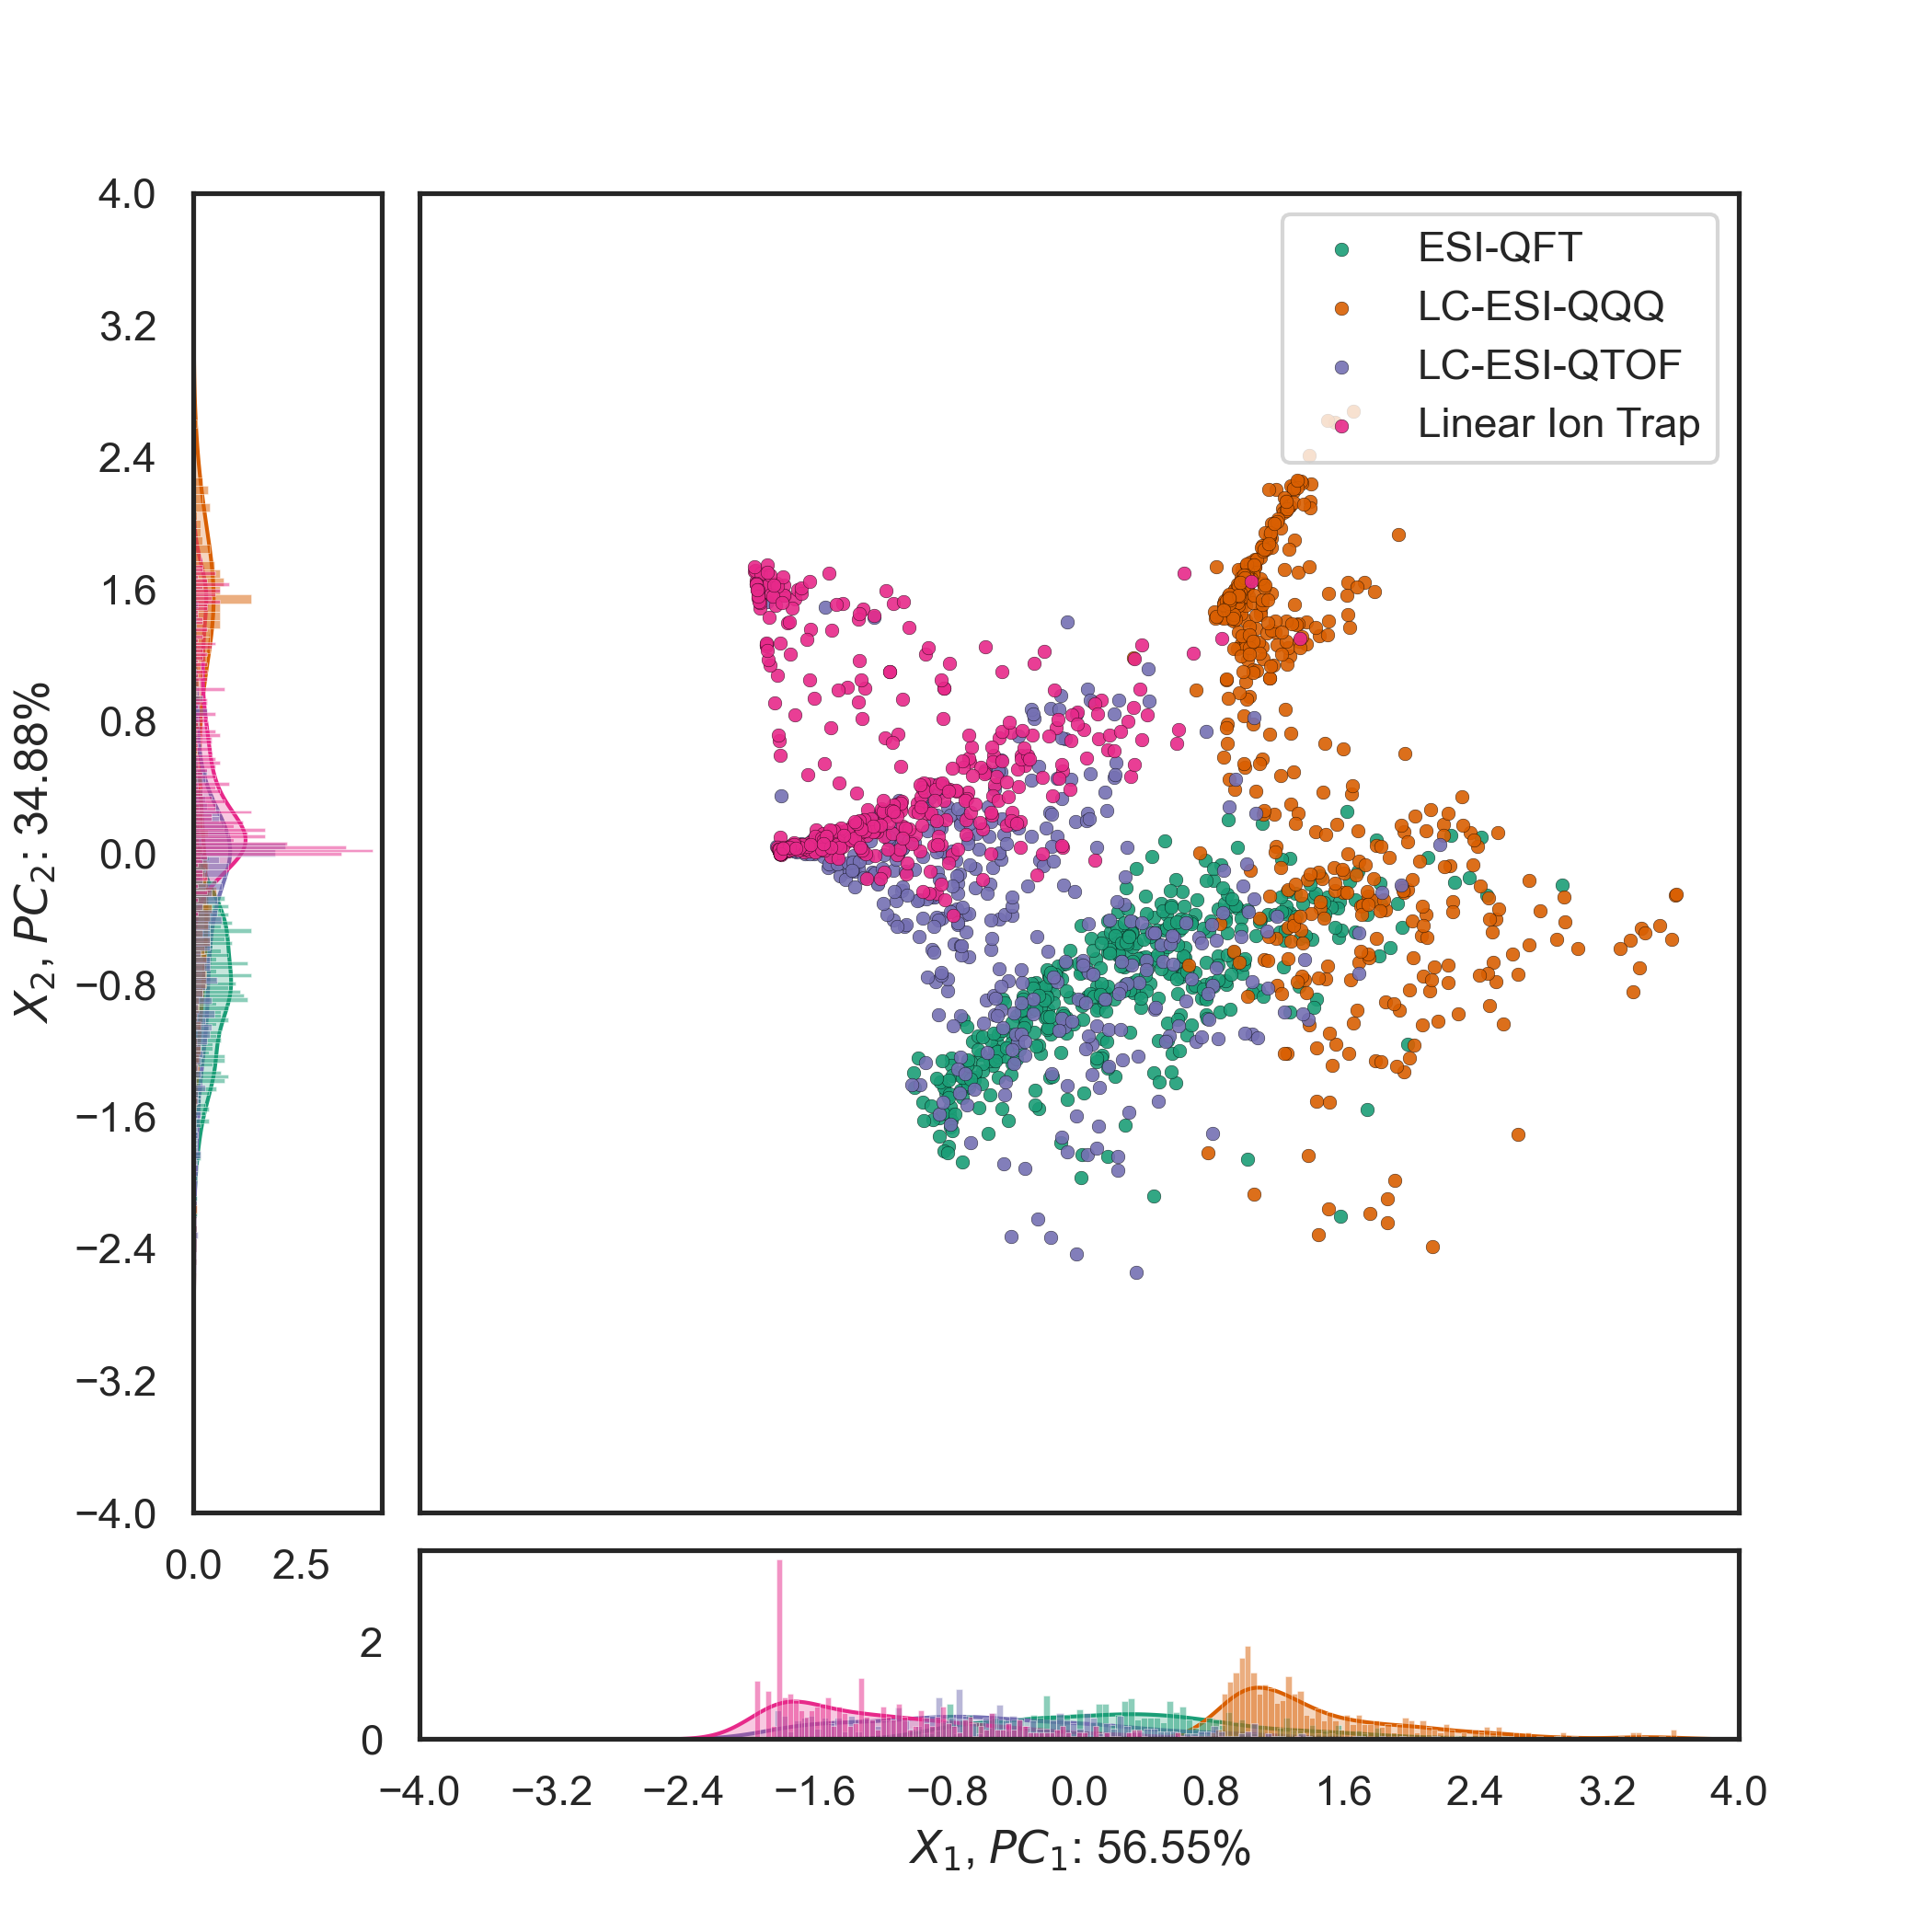 4.0
3.2
2.4
1.6
0.8
0.0
−0.8
−1.6
−2.4
−3.2
−4.0
X₂, PC₂: 34.88%
0.0 2.5
ESI-QFT
LC-ESI-QQQ
LC-ESI-QTOF
Linear Ion Trap
2
0
−4.0 −3.2 −2.4 −1.6 −0.8 0.0 0.8 1.6 2.4 3.2 4.0
X₁, PC₁: 56.55%